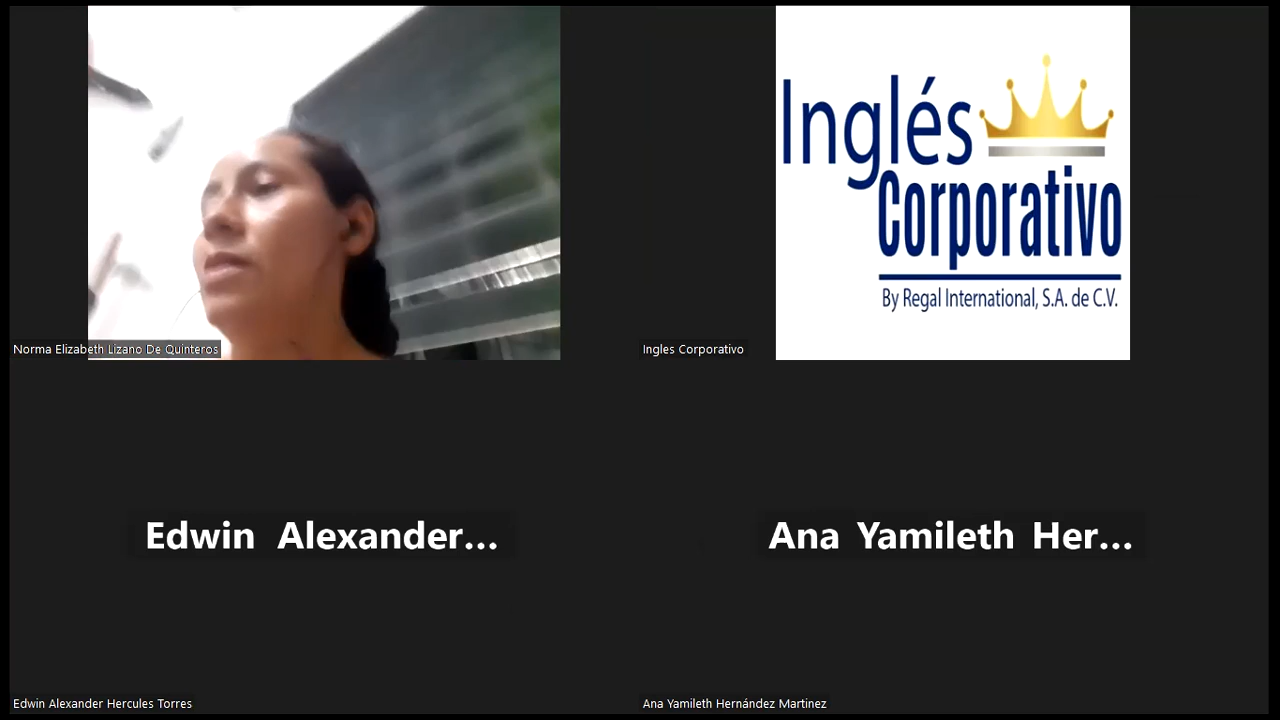 Inglés
Corporativo
By Regal International, S.A. de C.V.
Norma Elizabeth Lizano De Quinteros
Ingles Corporativo
Edwin Alexander...
Ana Yamileth Her...
Edwin Alexander Hercules Torres
Ana Yamileth Hernández Martinez